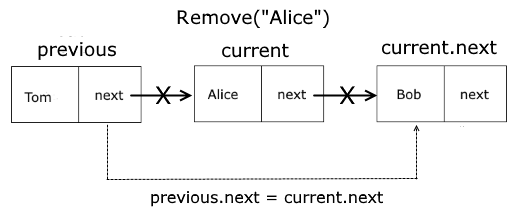 Remove("Alice")
previous
current
current.next
Tom
next
X
Alice
next
X
Bob
next
previous.next = current.next